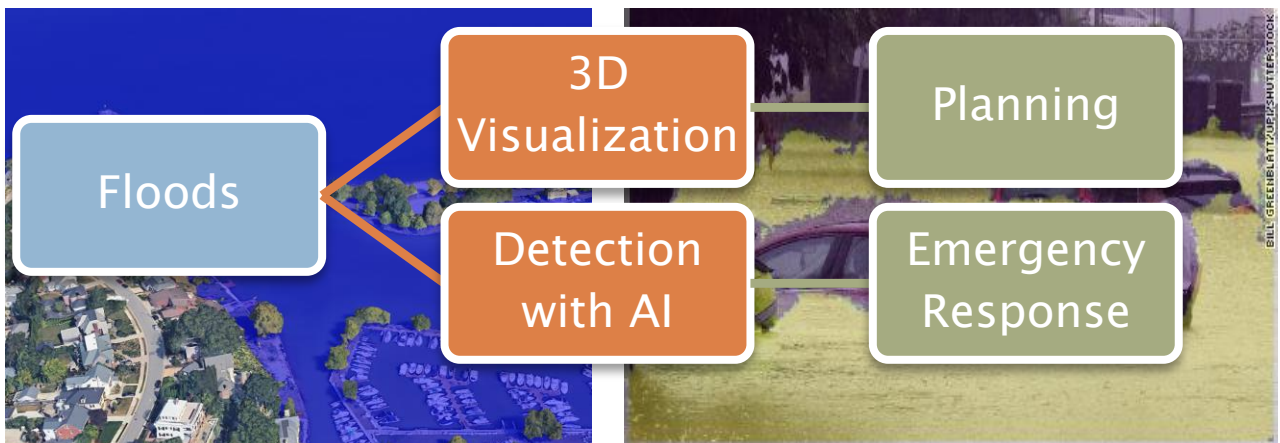 Floods
3D
Visualization
Planning
Detection
with AI
Emergency
Response
BILL GREENBLATT/UPI/SHUTTERSTOCK